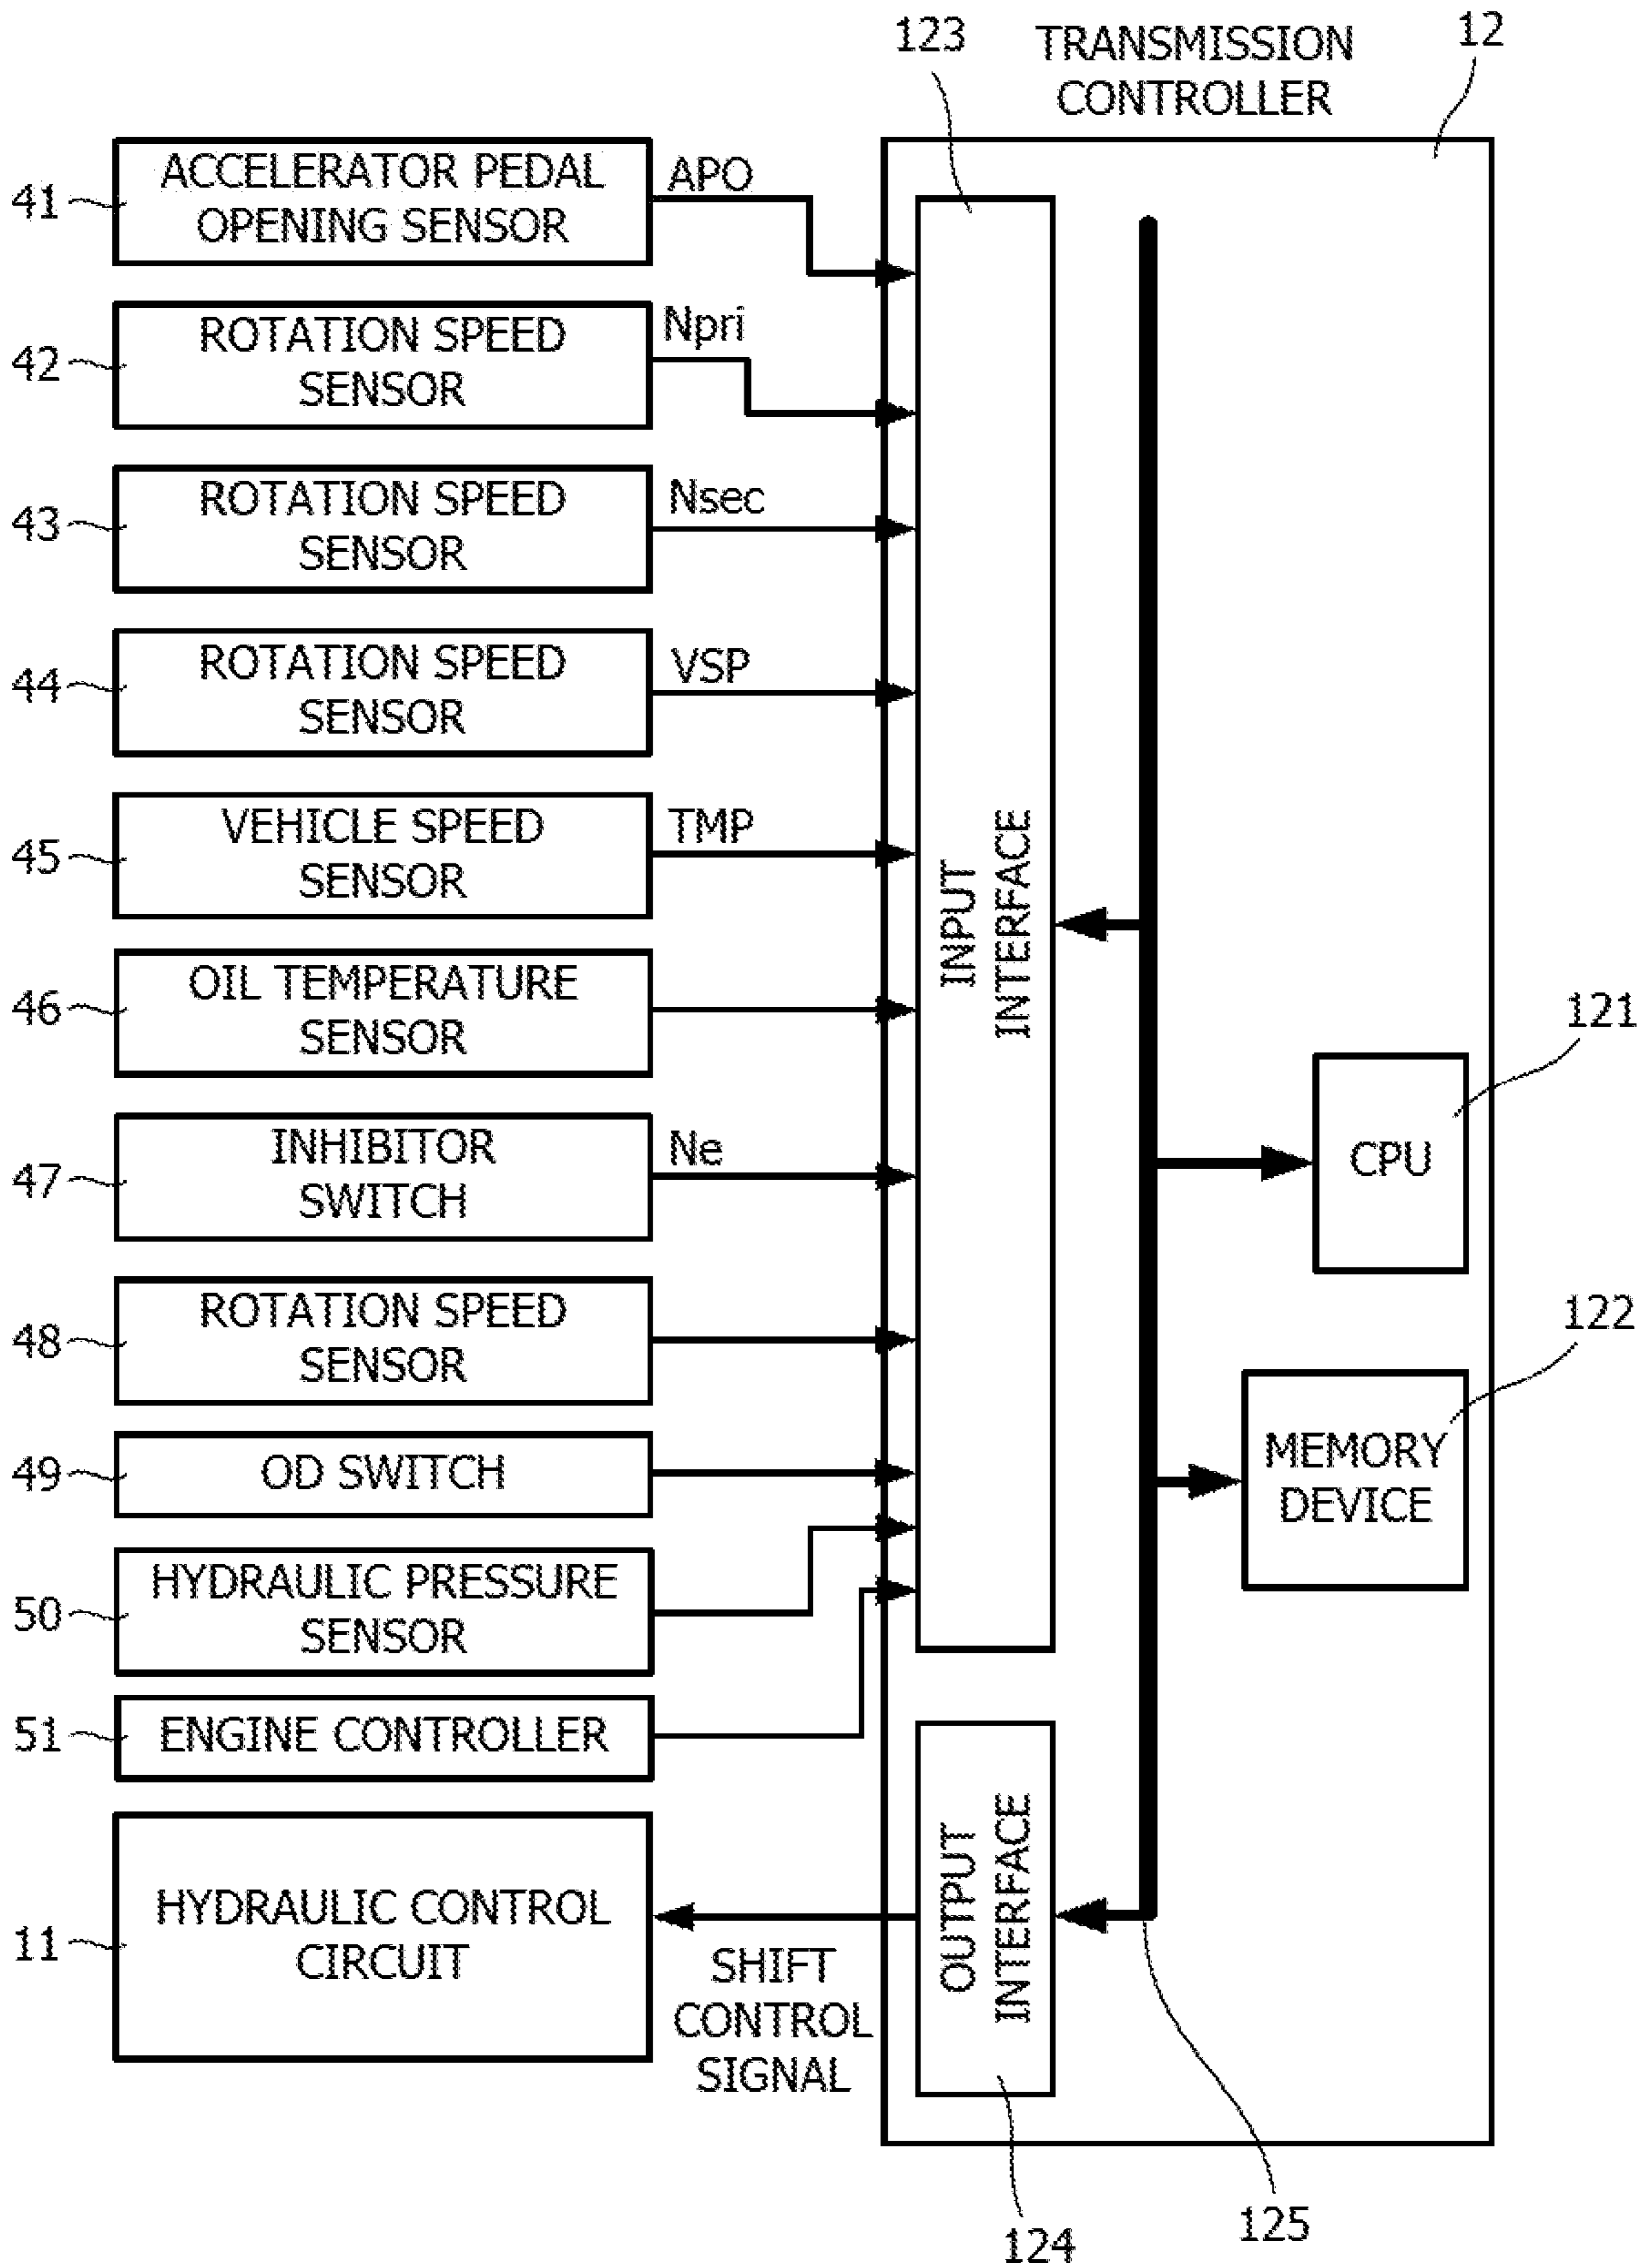 123
TRANSMISSION
CONTROLLER
12
41
ACCELERATOR PEDAL
OPENING SENSOR
APO
42
ROTATION SPEED
SENSOR
Npri
43
ROTATION SPEED
SENSOR
Nsec
44
ROTATION SPEED
SENSOR
VSP
45
VEHICLE SPEED
SENSOR
TMP
46
OIL TEMPERATURE
SENSOR
47
INHIBITOR
SWITCH
Ne
48
ROTATION SPEED
SENSOR
49
OD SWITCH
50
HYDRAULIC PRESSURE
SENSOR
51
ENGINE CONTROLLER
11
HYDRAULIC CONTROL
CIRCUIT
SHIFT
CONTROL
SIGNAL
INPUT
INTERFACE
OUTPUT
INTERFACE
121
CPU
122
MEMORY
DEVICE
124
125